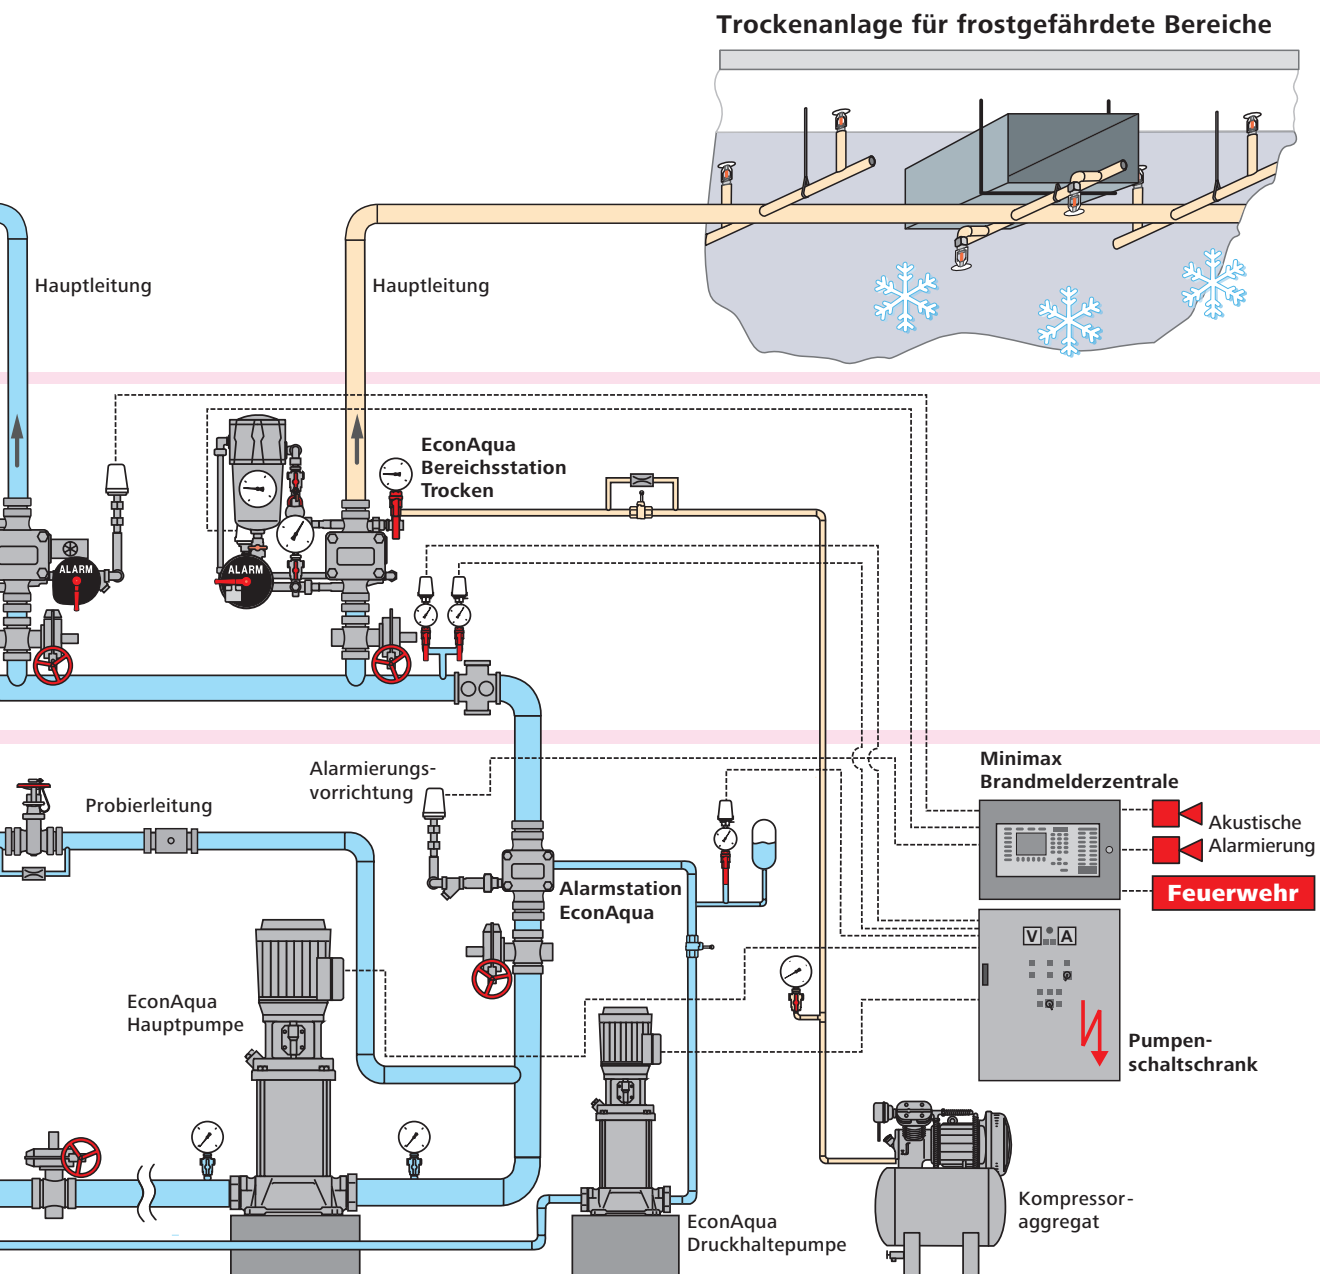 Trockenanlage für frostgefährdete Bereiche
Hauptleitung
Hauptleitung
EconAqua
Bereichsstation
Trocken
ALARM
ALARM
Alarmierungs-
vorrichtung
Probierleitung
Minimax
Brandmelderzentrale
Akustische
Alarmierung
Feuerwehr
Alarmstation
EconAqua
V A
EconAqua
Hauptpumpe
Pumpen-
schaltschrank
Kompressor-
aggregat
EconAqua
Druckhaltepumpe